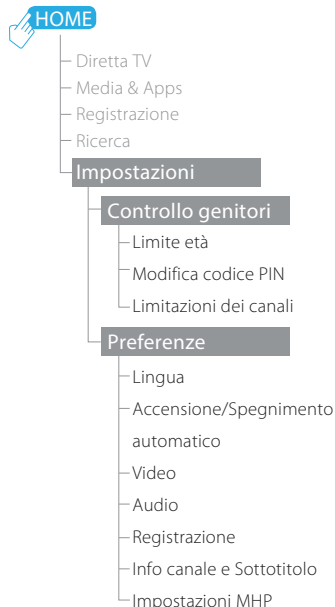 HOME
Diretta TV
Media & Apps
Registrazione
Ricerca
Impostazioni
Controllo genitori
Limite età
Modifica codice PIN
Limitazioni dei canali
Preferenze
Lingua
Accensione/Spegnimento
automatico
Video
Audio
Registrazione
Info canale e Sottotitolo
Impostazioni MHP